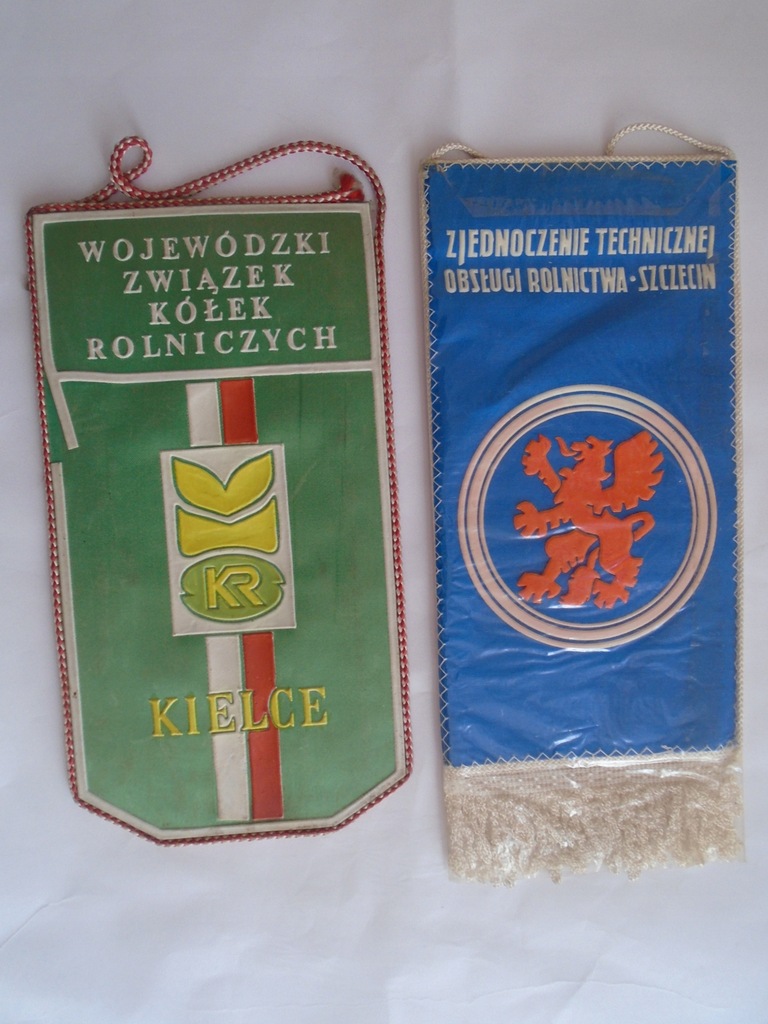 WOJEWÓDZKI
ZWIĄZEK
KÓŁEK
ROLNICZYCH
KR
KIELCE
ZJEDNOCZENIE TECHNICZNEJ
OBSŁUGI ROLNICTWA·SZCZECIN